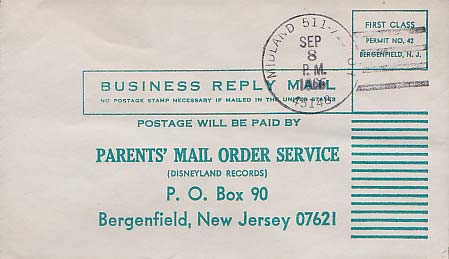 FIRST CLASS
PERMIT NO. 42
BERGENFIELD, N. J.
MIDLAND
SEP
8
P.M.
45148
BUSINESS REPLY MAIL
NO POSTAGE STAMP NECESSARY IF MAILED IN THE UNITED STATES
POSTAGE WILL BE PAID BY
PARENTS' MAIL ORDER SERVICE
(DISNEYLAND RECORDS)
P. O. Box 90
Bergenfield, New Jersey 07621